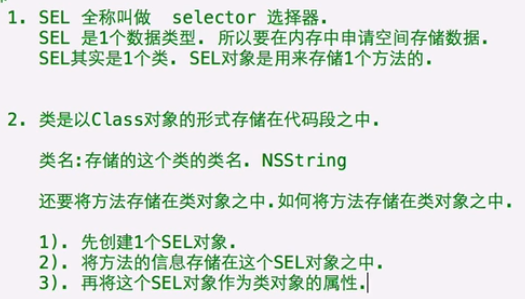 1. SEL 全称叫做  selector 选择器.
SEL 是1个数据类型. 所以要在内存中申请空间存储数据.
SEL其实是1个类. SEL对象是用来存储1个方法的.
2. 类是以Class对象的形式存储在代码段之中.
类名:存储的这个类的类名. NSString
还要将方法存储在类对象之中.如何将方法存储在类对象之中.
1). 先创建1个SEL对象.
2). 将方法的信息存储在这个SEL对象之中.
3). 再将这个SEL对象作为类对象的属性.